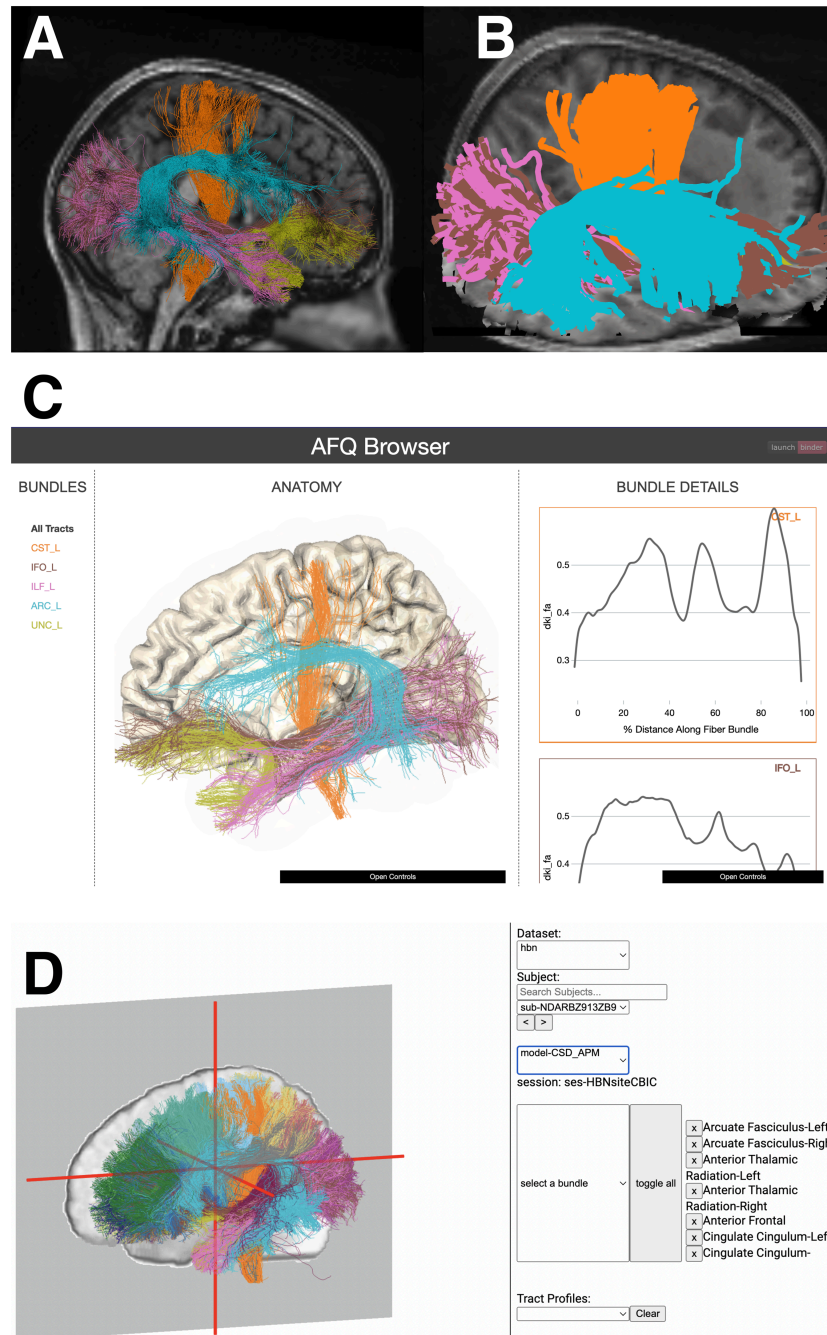 A
B
C
AFQ Browser
launch binder
BUNDLES
ANATOMY
BUNDLE DETAILS
All Tracts
CST_L
IFO_L
ILF_L
ARC_L
UNC_L
CST_L
0.5
0.4
0.3
dki_fa
0
20
40
60
80
100
% Distance Along Fiber Bundle
IFO_L
0.5
0.4
dki_fa
Open Controls
Open Controls
D
Dataset:
hbn
Subject:
Search Subjects...
sub-NDARBZ913ZB9
< >
model-CSD_APM
session: ses-HBNsiteCBIC
select a bundle
toggle all
x Arcuate Fasciculus-Left
x Arcuate Fasciculus-Righ
x Anterior Thalamic
Radiation-Left
x Anterior Thalamic
Radiation-Right
x Anterior Frontal
x Cingulate Cingulum-Lef
x Cingulate Cingulum-
Tract Profiles:
Clear